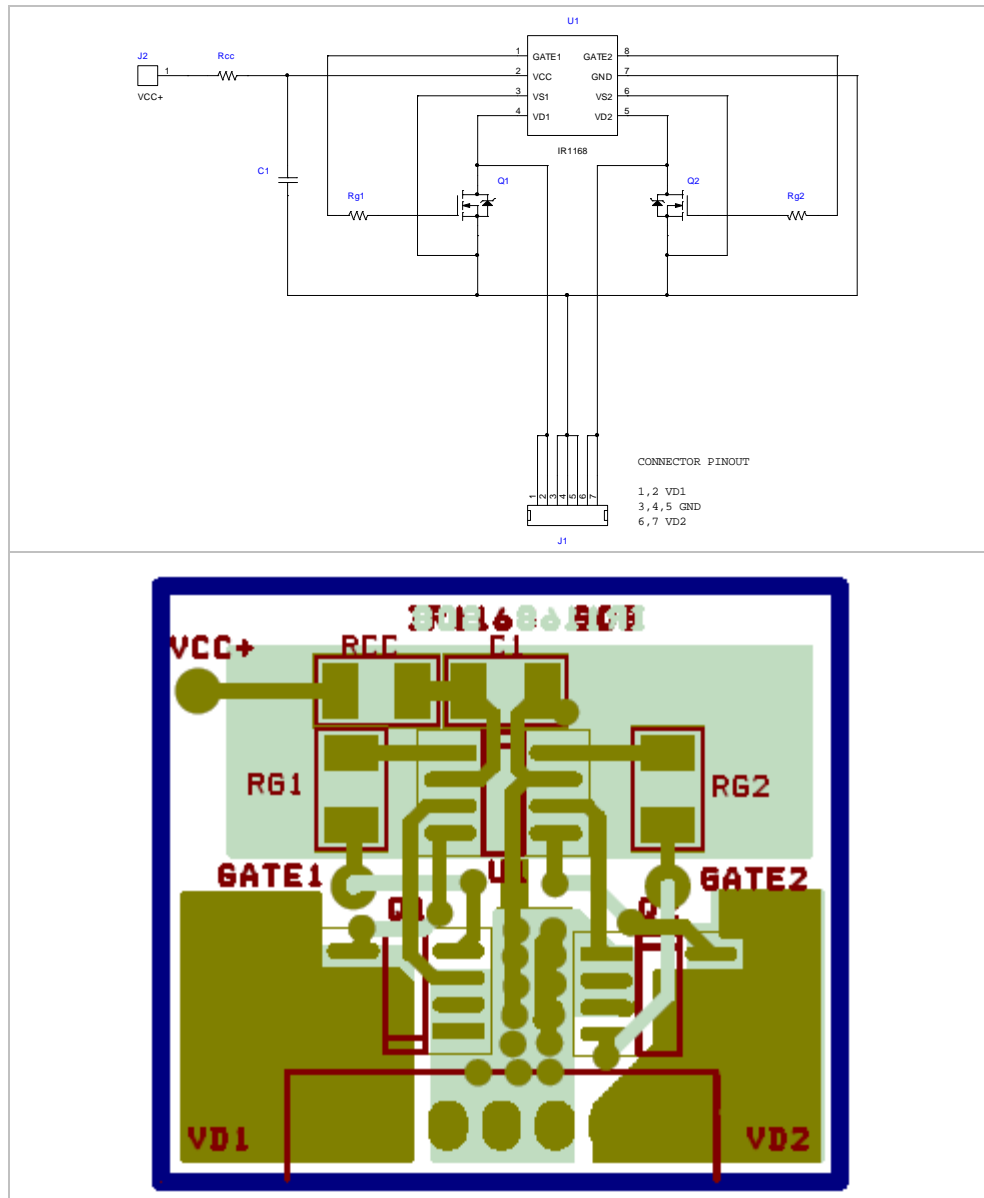 U1
J2
Rcc
1 GATE1 GATE2 8
1
2 VCC GND 7
VCC+
3 VS1 VS2 6
4 VD1 VD2 5
IR1168
C1
Q1
Q2
Rg1
Rg2
CONNECTOR PINOUT
1,2 VD1
3,4,5 GND
6,7 VD2
1 2 3 4 5 6 7
J1
VCC+
RCC
C1
RG1
RG2
U1
GATE1
GATE2
Q1
VD1
VD2